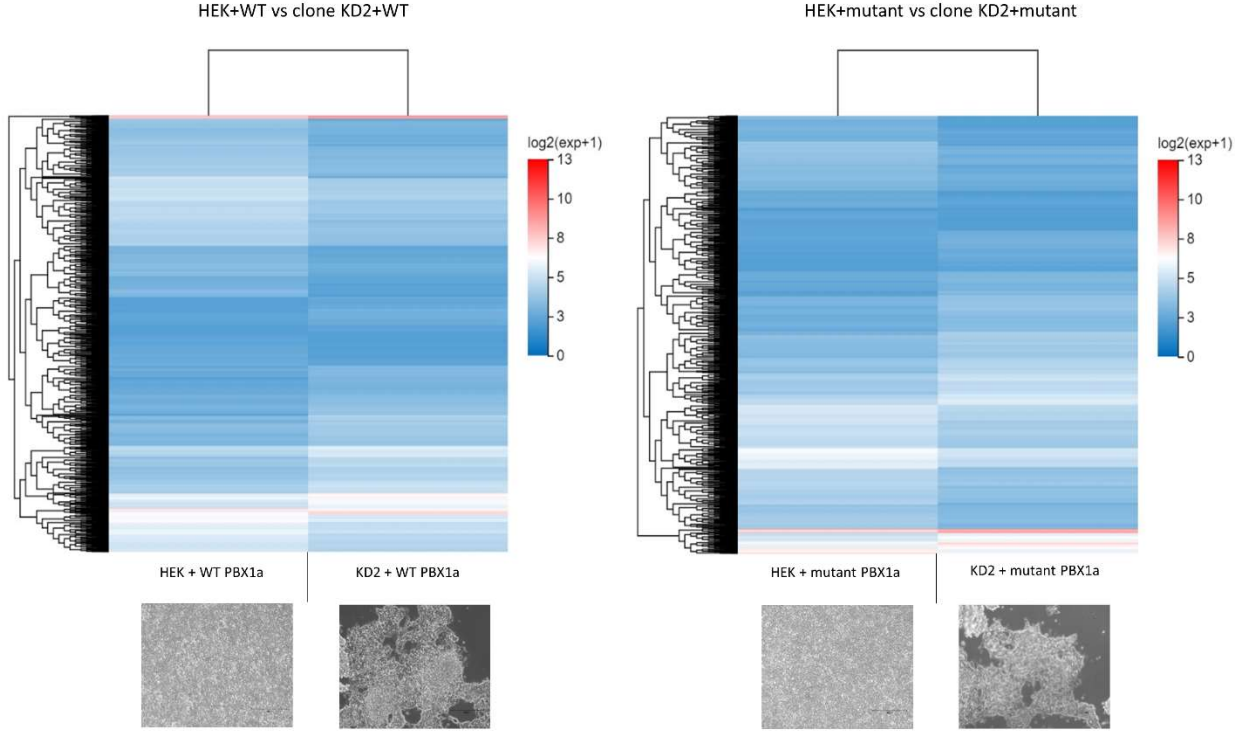 HEK+WT vs clone KD2+WT
HEK+mutant vs clone KD2+mutant
log2(exp+1)
13
10
8
5
3
0
log2(exp+1)
13
10
8
5
3
0
HEK + WT PBX1a
KD2 + WT PBX1a
HEK + mutant PBX1a
KD2 + mutant PBX1a